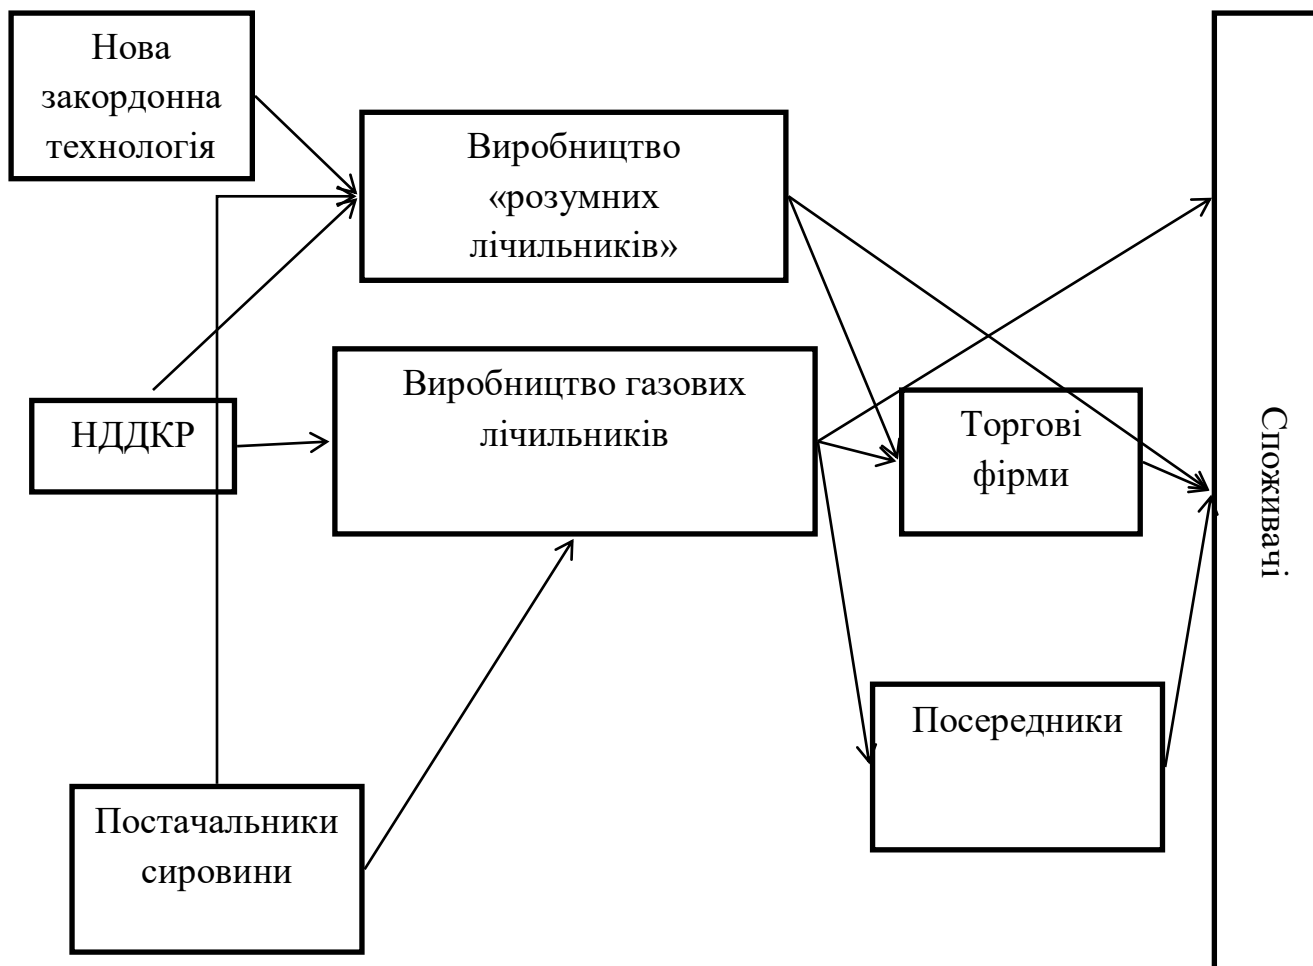 Нова
закордонна
технологія
Виробництво
«розумних
лічильників»
Виробництво газових
лічильників
НДДКР
Торгові
фірми
Споживачі
Посередники
Постачальники
сировини